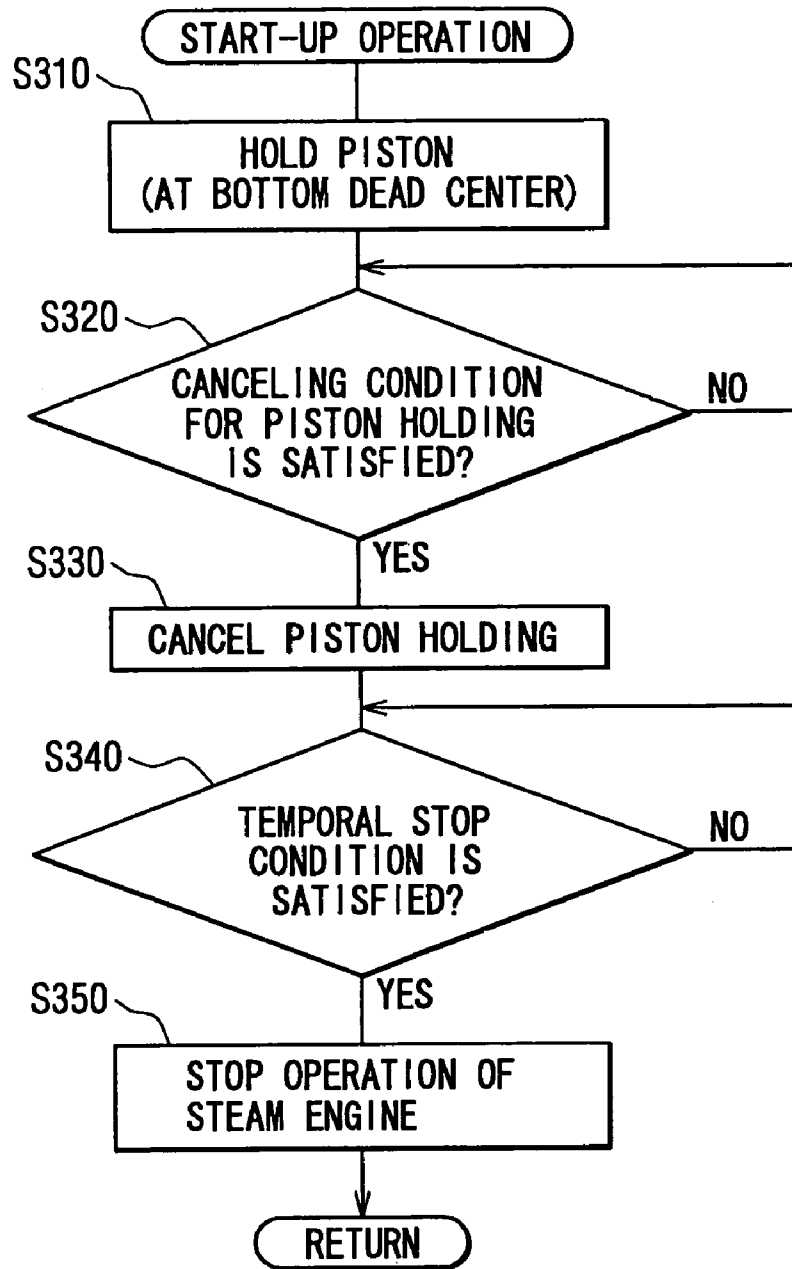 START-UP OPERATION
S310
HOLD PISTON
(AT BOTTOM DEAD CENTER)
S320
CANCELING CONDITION
FOR PISTON HOLDING
IS SATISFIED?
NO
YES
S330
CANCEL PISTON HOLDING
S340
TEMPORAL STOP
CONDITION IS
SATISFIED?
NO
YES
S350
STOP OPERATION OF
STEAM ENGINE
RETURN